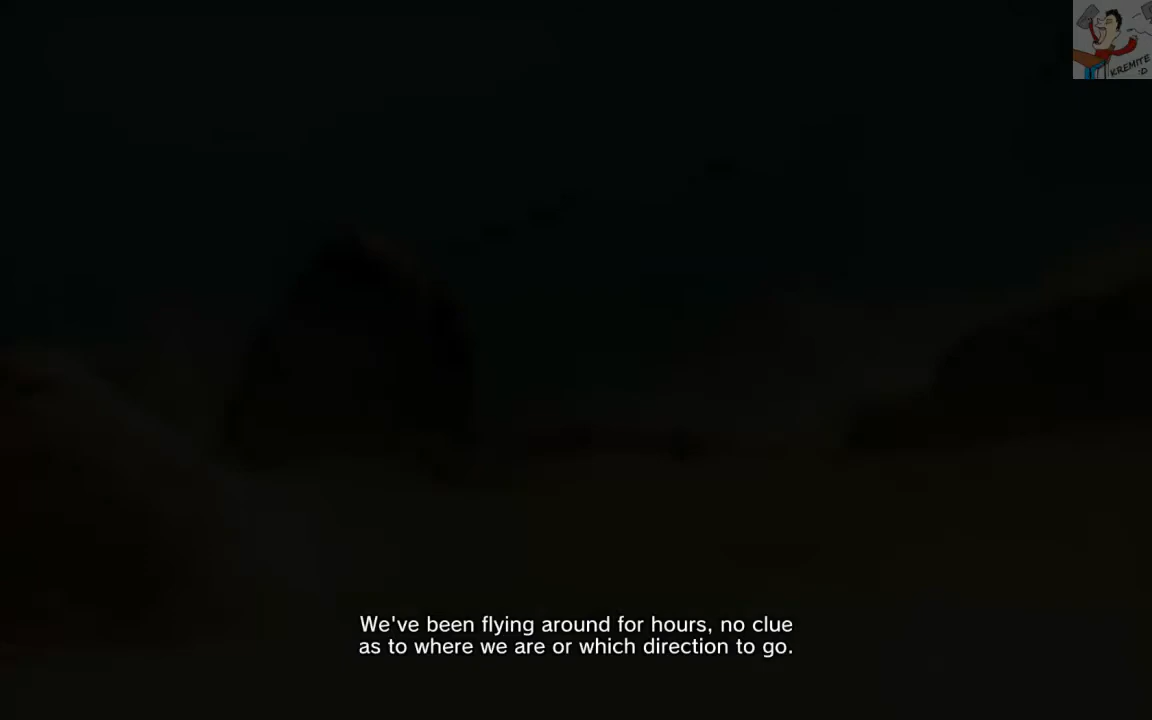 KREMITE
:D
We've been flying around for hours, no clue
as to where we are or which direction to go.